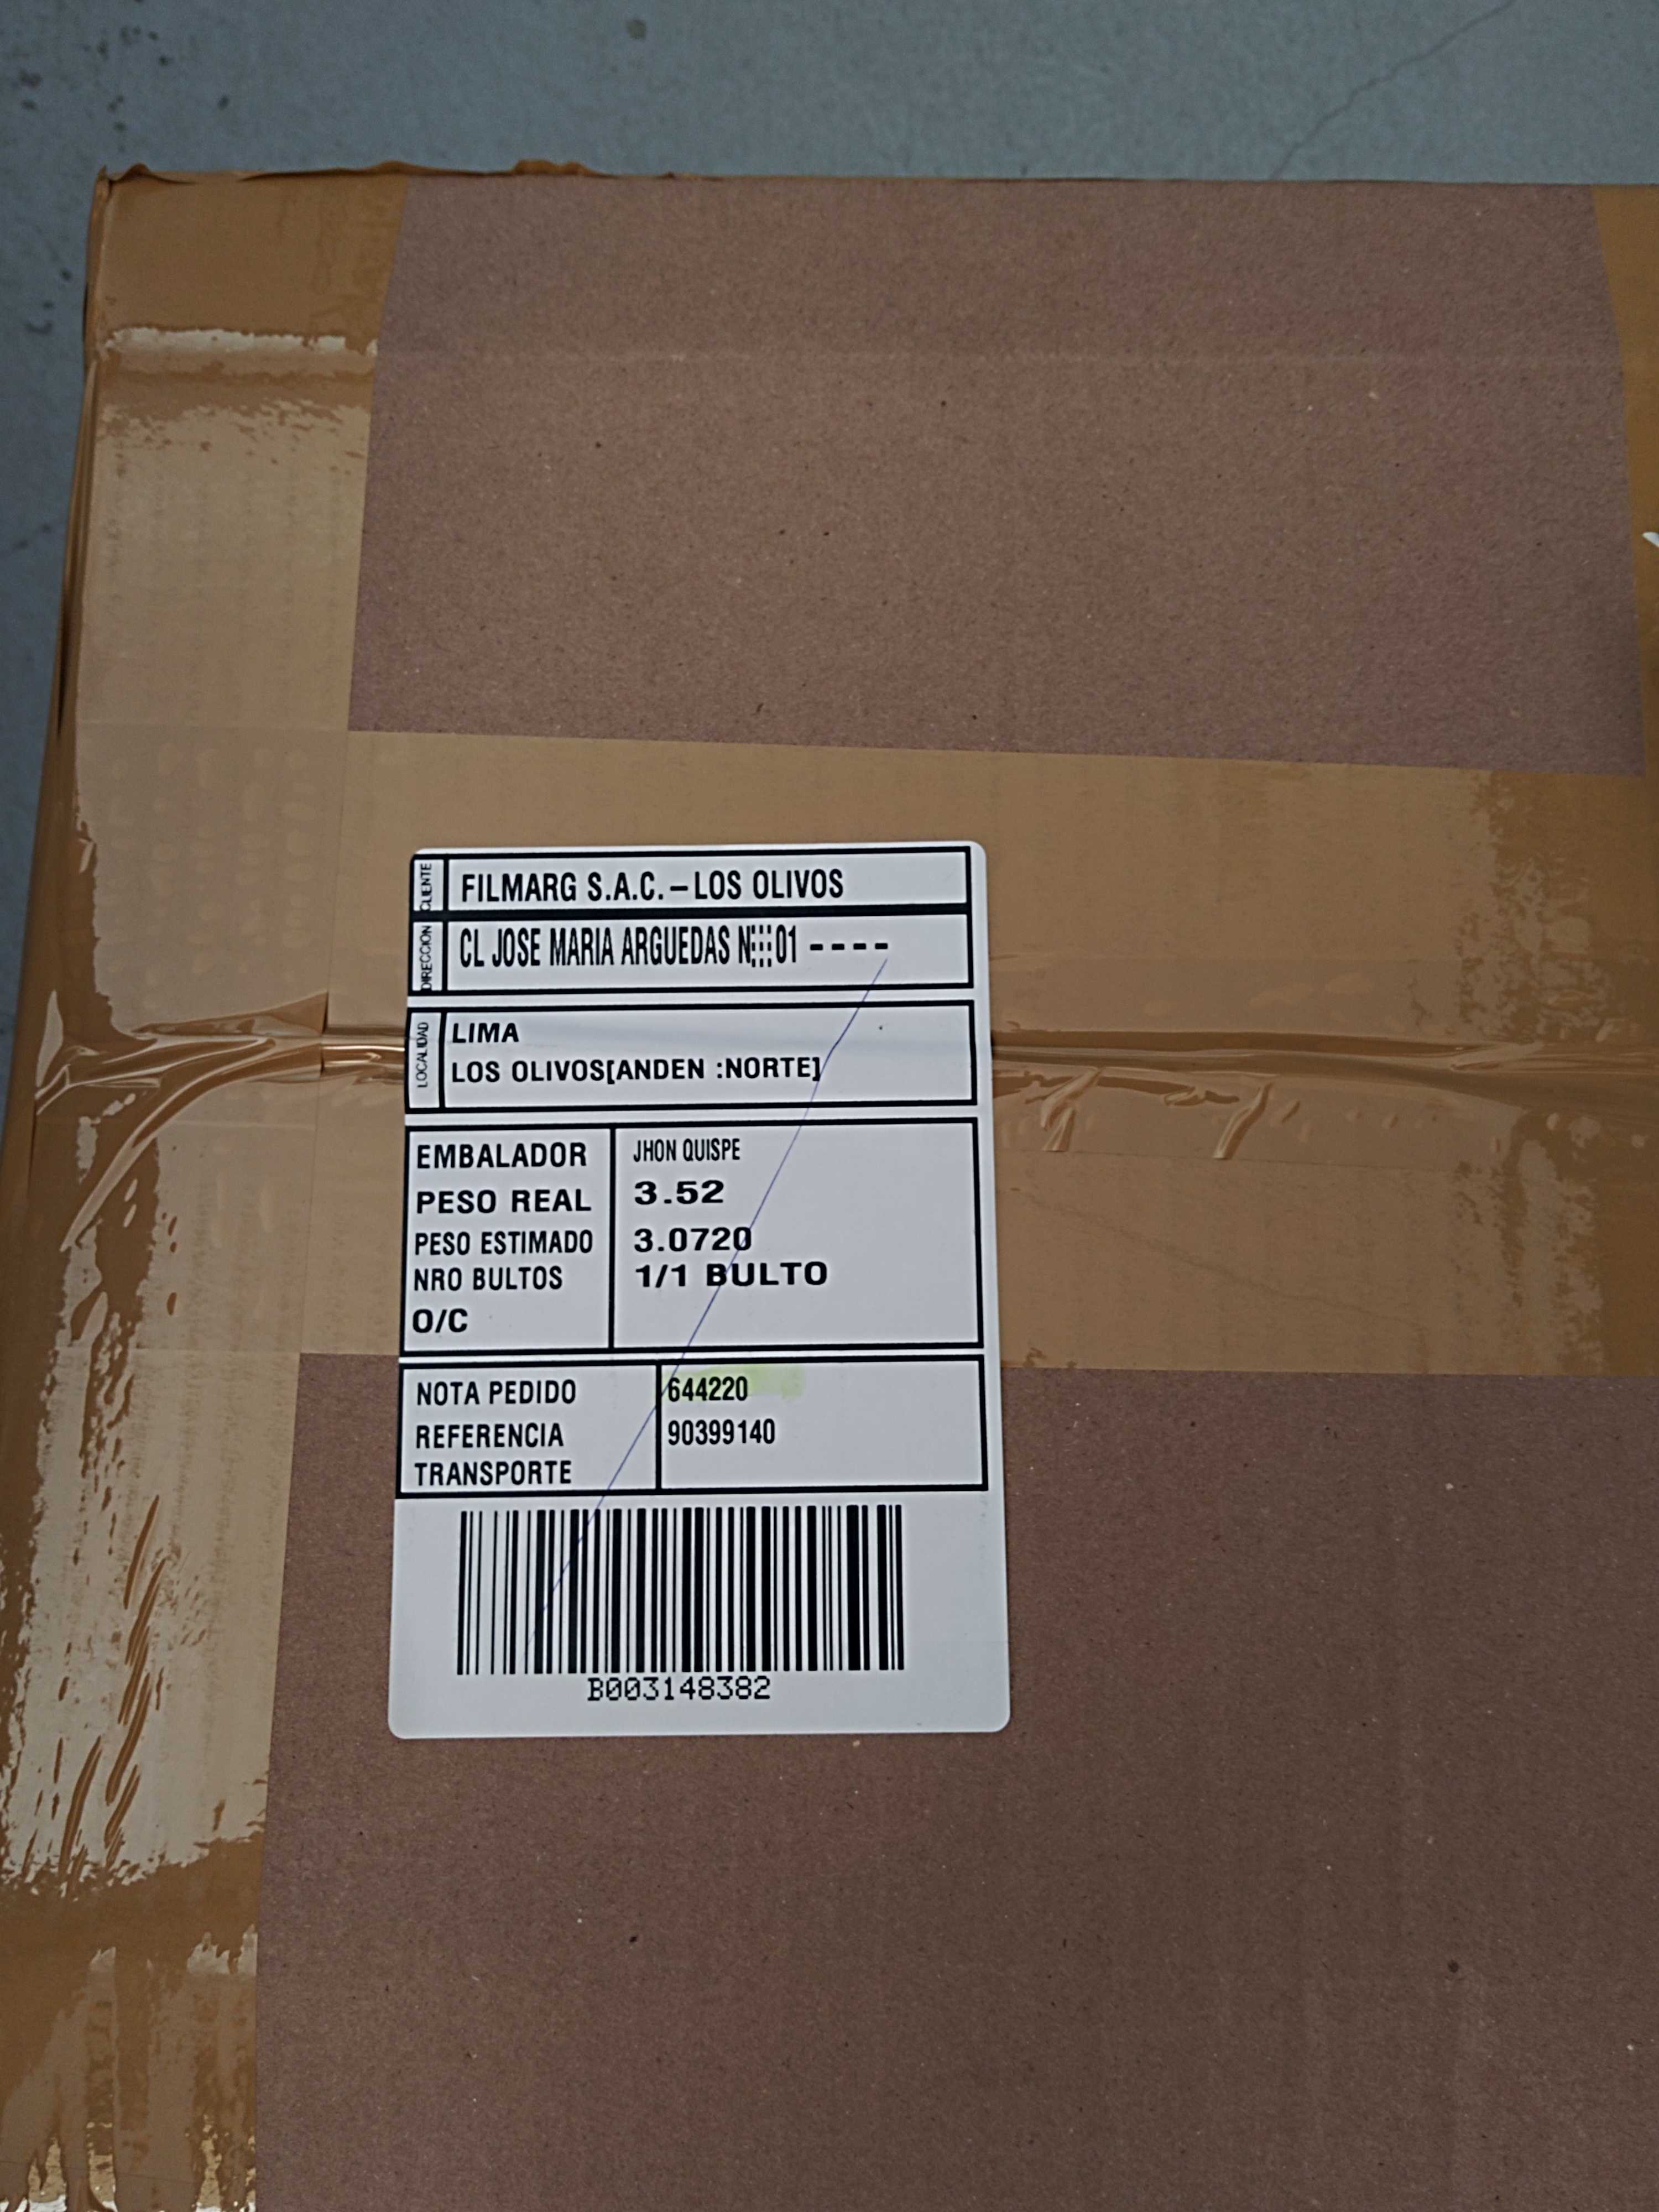 CLIENTE
FILMARG S.A.C. – LOS OLIVOS
DIRECCION
CL JOSE MARIA ARGUEDAS N░01 - - - -
LOCALIDAD
LIMA
LOS OLIVOS[ANDEN :NORTE]
EMBALADOR JHON QUISPE
PESO REAL 3.52
PESO ESTIMADO 3.0720
NRO BULTOS 1/1 BULTO
O/C
NOTA PEDIDO 644220
REFERENCIA 90399140
TRANSPORTE
B003148382